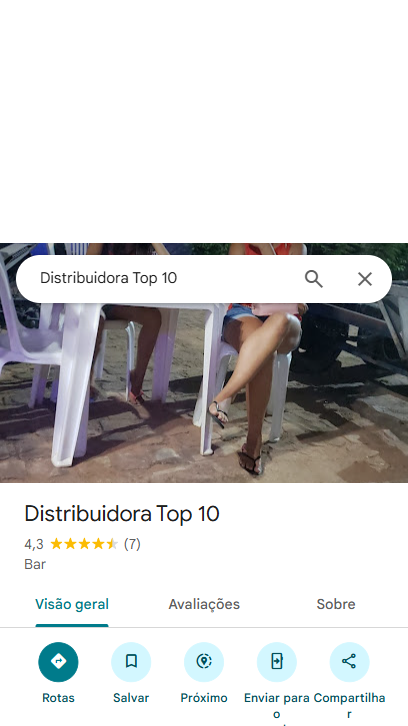 Distribuidora Top 10
Distribuidora Top 10
4,3 (7)
Bar
Visão geral Avaliações Sobre
Rotas Salvar Próximo Enviar para o Compartilhar